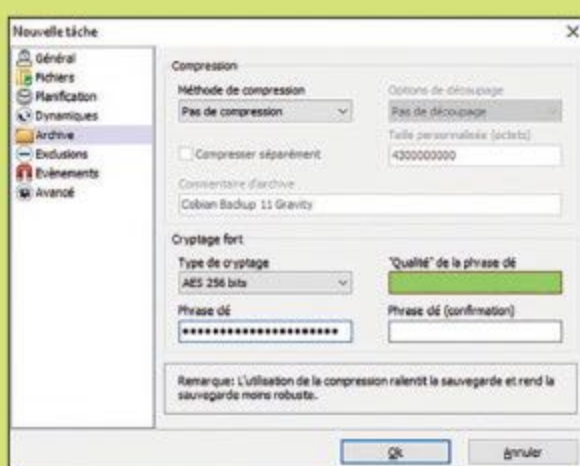 Nouvelle tâche
Général
Fichiers
Planification
Dynamiques
Archive
Exclusions
Evènements
Avancé
Compression
Méthode de compression
Pas de compression
Options de découpage
Pas de découpage
Compresser séparément
Taille personnalisée (octets)
4300000000
Commentaire d'archive
Cobian Backup 11 Gravity
Cryptage fort
Type de cryptage
AES 256 bits
"Qualité" de la phrase clé
Phrase clé
Phrase clé (confirmation)
Remarque: L'utilisation de la compression ralentit la sauvegarde et rend la
sauvegarde moins robuste.
Ok
Annuler